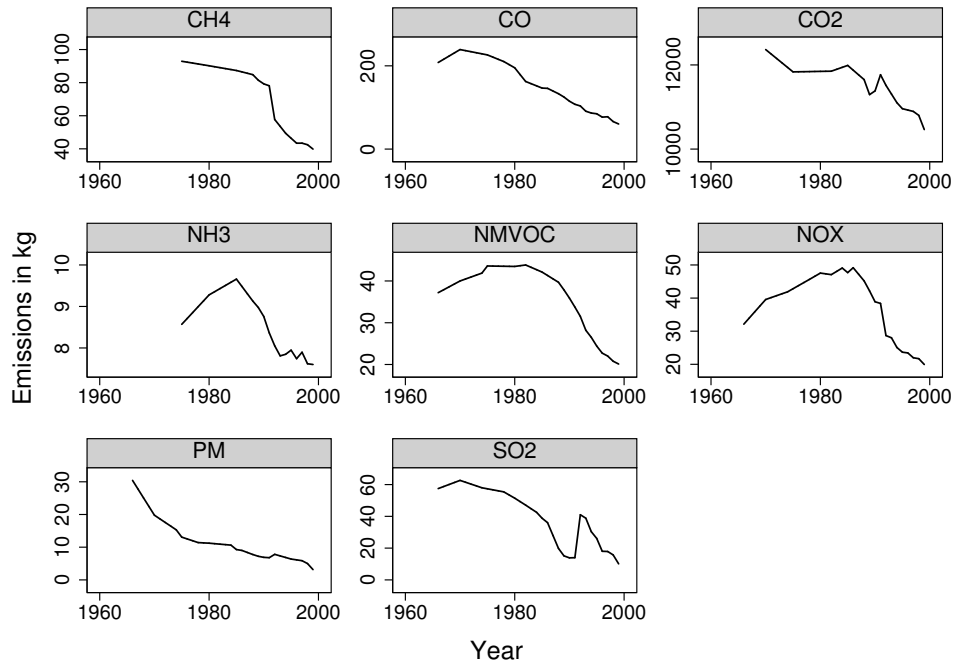 CH4
CO
CO2
40 60 80 100
0 200
10000 12000
1960 1980 2000
1960 1980 2000
1960 1980 2000
NH3
NMVOC
NOX
Emissions in kg
8 9 10
20 30 40
20 30 40 50
1960 1980 2000
1960 1980 2000
1960 1980 2000
PM
SO2
0 10 20 30
0 20 40 60
1960 1980 2000
1960 1980 2000
Year